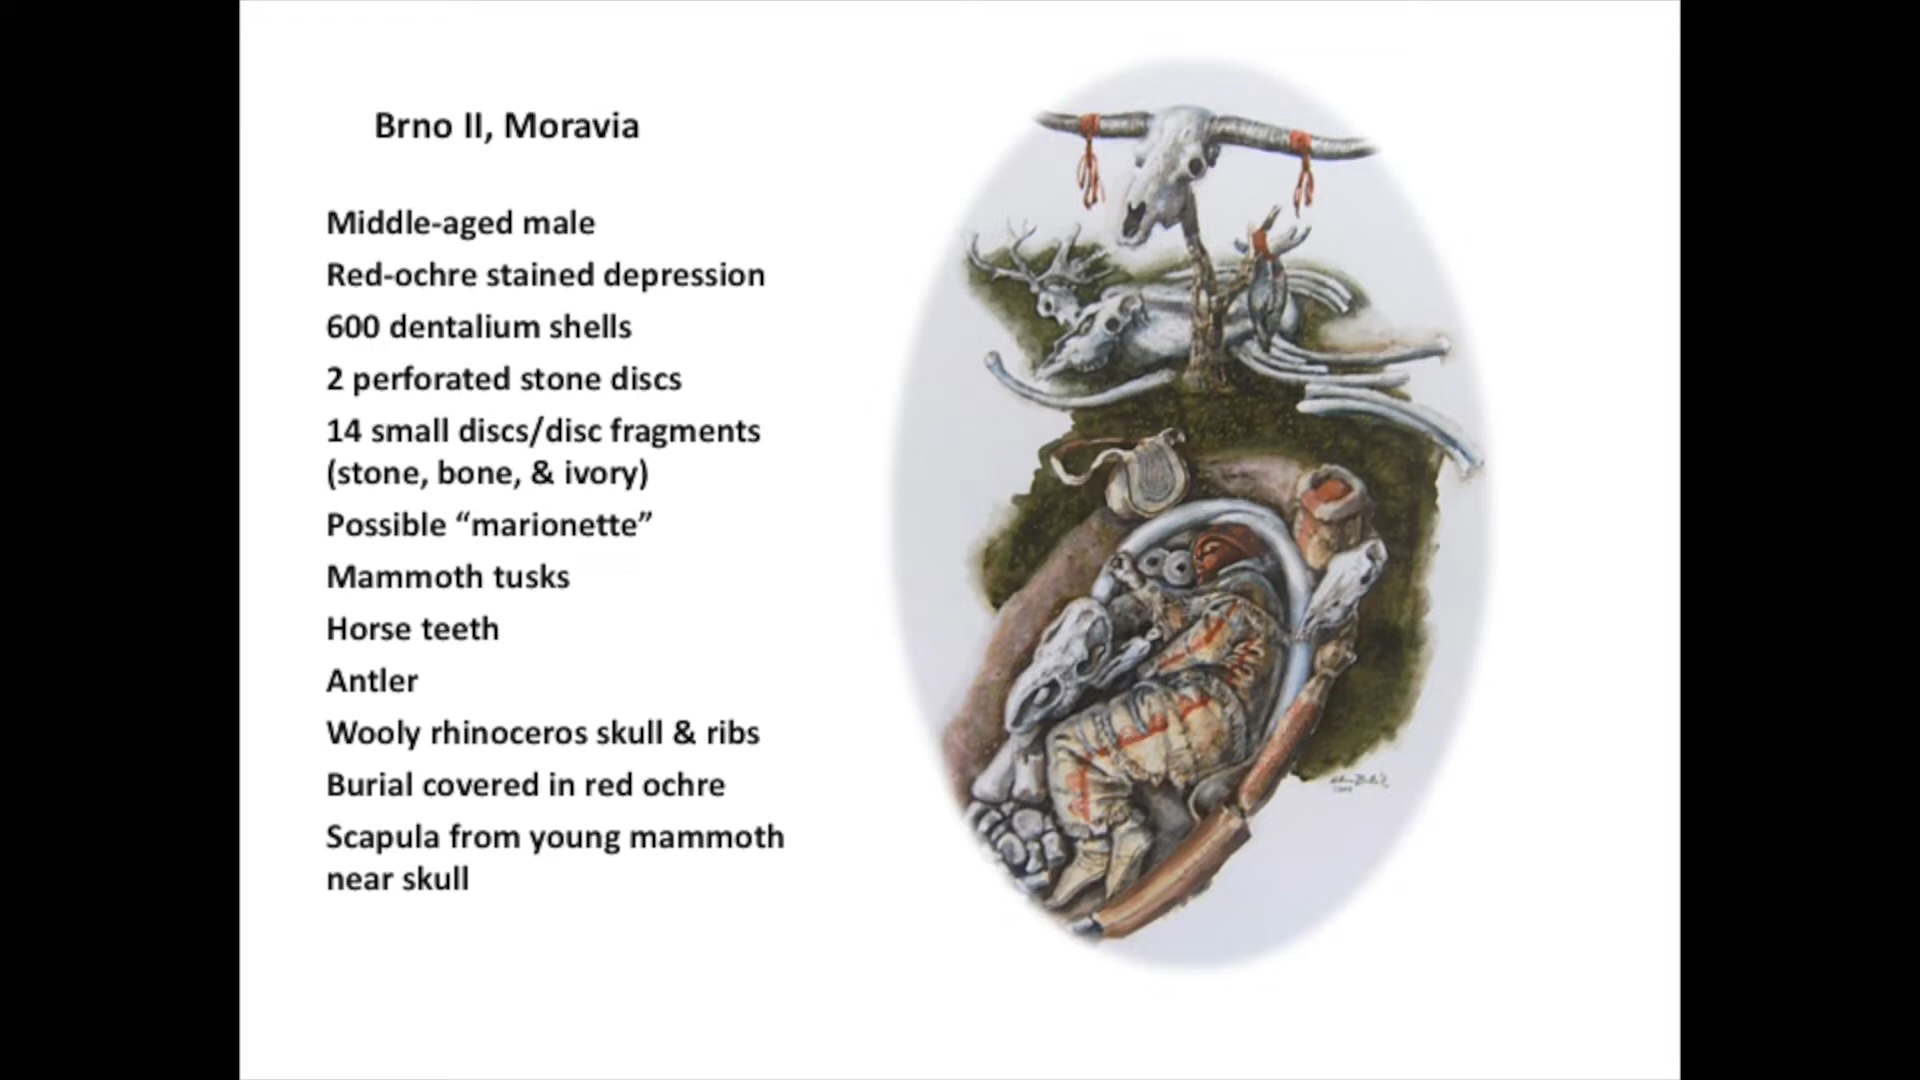 Brno II, Moravia
Middle-aged male
Red-ochre stained depression
600 dentalium shells
2 perforated stone discs
14 small discs/disc fragments
(stone, bone, & ivory)
Possible “marionette”
Mammoth tusks
Horse teeth
Antler
Wooly rhinoceros skull & ribs
Burial covered in red ochre
Scapula from young mammoth
near skull